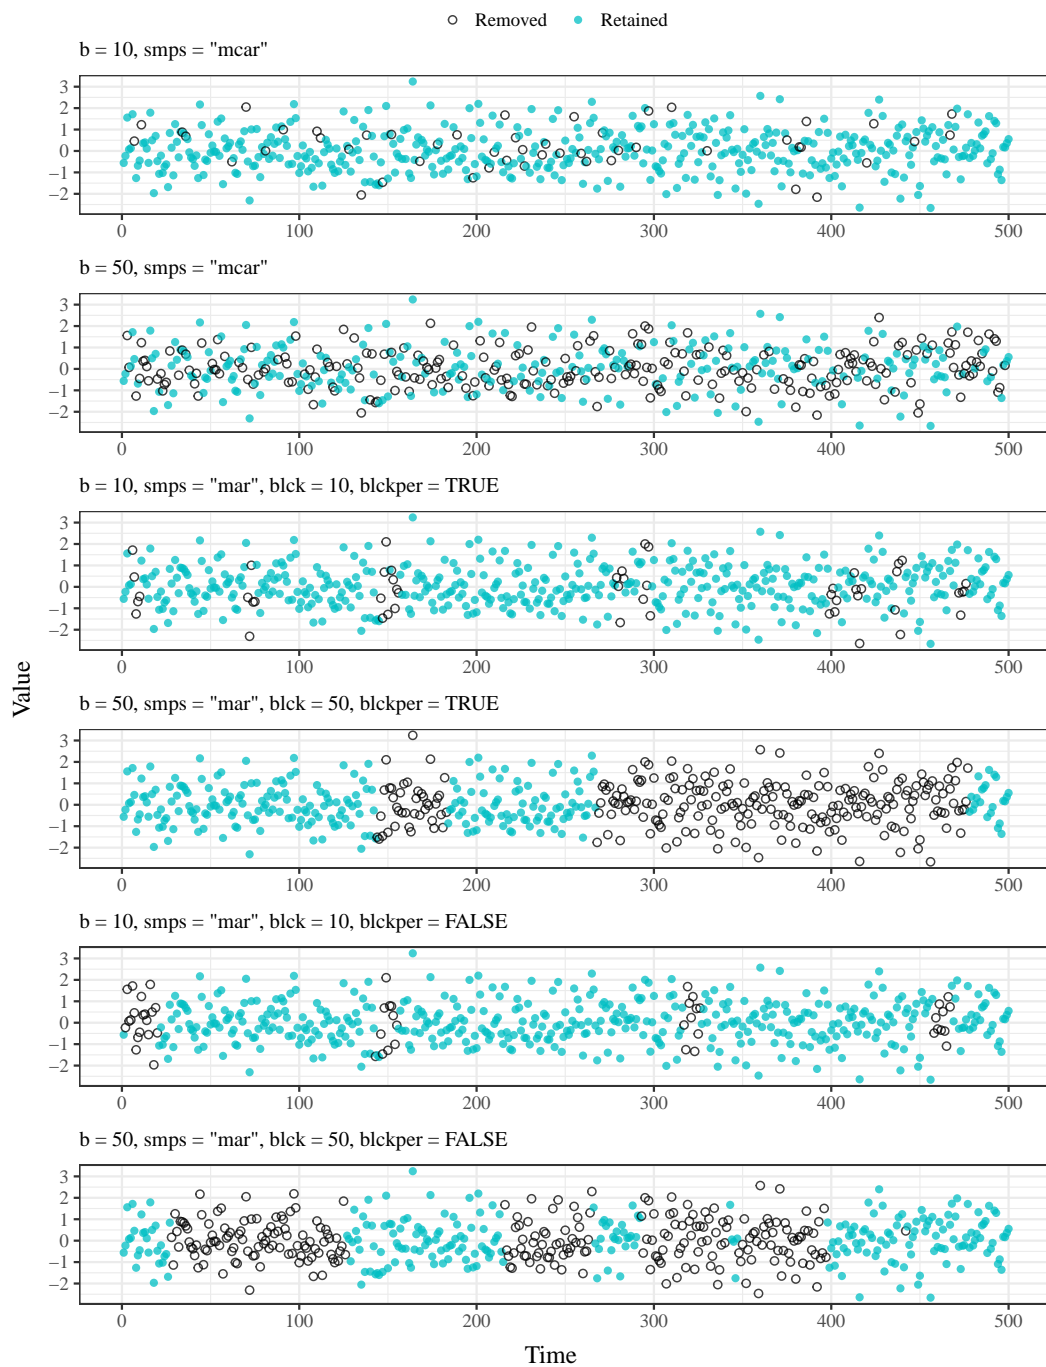 Removed Retained
b = 10, smps = "mcar"
3
2
1
0
−1
−2
0 100 200 300 400 500
b = 50, smps = "mcar"
3
2
1
0
−1
−2
0 100 200 300 400 500
b = 10, smps = "mar", blck = 10, blckper = TRUE
3
2
1
0
−1
−2
0 100 200 300 400 500
Value
b = 50, smps = "mar", blck = 50, blckper = TRUE
3
2
1
0
−1
−2
0 100 200 300 400 500
b = 10, smps = "mar", blck = 10, blckper = FALSE
3
2
1
0
−1
−2
0 100 200 300 400 500
b = 50, smps = "mar", blck = 50, blckper = FALSE
3
2
1
0
−1
−2
0 100 200 300 400 500
Time